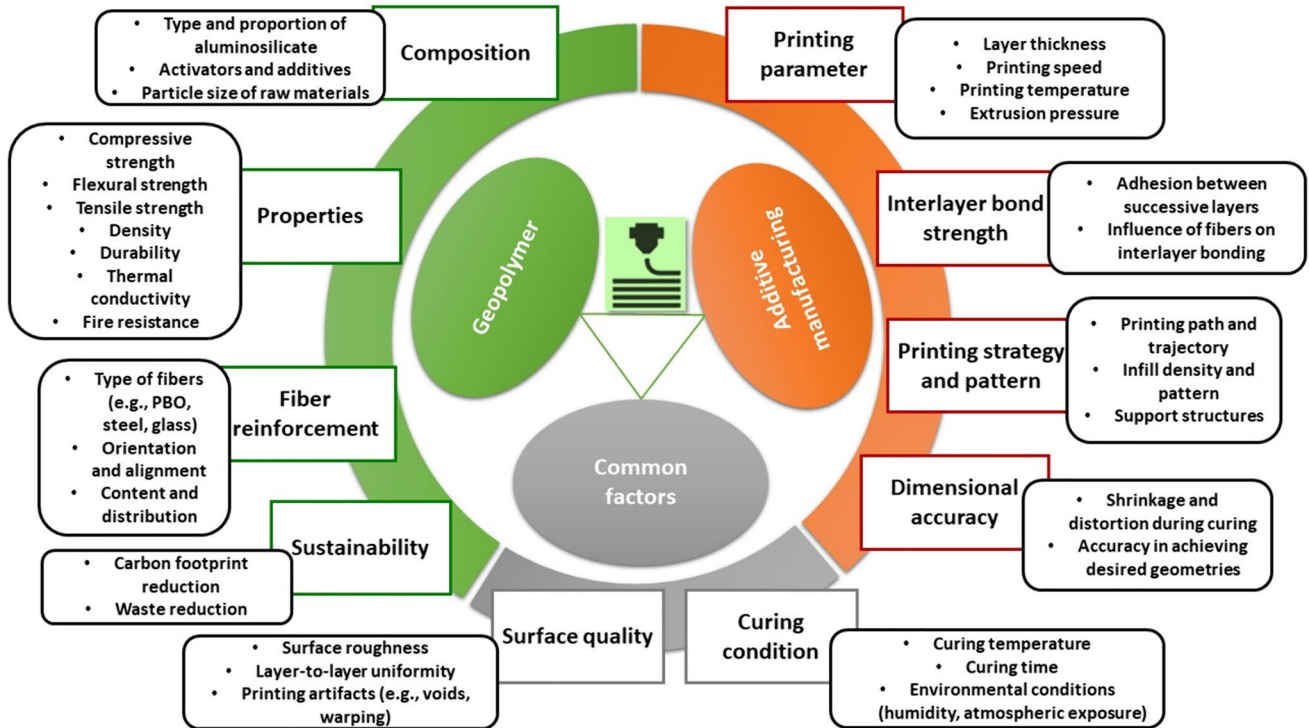 Composition
• Type and proportion of
aluminosilicate
• Activators and additives
• Particle size of raw materials
Properties
• Compressive
strength
• Flexural strength
• Tensile strength
• Density
• Durability
• Thermal
conductivity
• Fire resistance
Fiber
reinforcement
• Type of fibers
(e.g., PBO,
steel, glass)
• Orientation
and alignment
• Content and
distribution
Sustainability
• Carbon footprint
reduction
• Waste reduction
Geopolymer
Additive
manufacturing
Common
factors
Printing
parameter
• Layer thickness
• Printing speed
• Printing temperature
• Extrusion pressure
Interlayer bond
strength
• Adhesion between
successive layers
• Influence of fibers on
interlayer bonding
Printing strategy
and pattern
• Printing path and
trajectory
• Infill density and
pattern
• Support structures
Dimensional
accuracy
• Shrinkage and
distortion during curing
• Accuracy in achieving
desired geometries
Surface quality
• Surface roughness
• Layer-to-layer uniformity
• Printing artifacts (e.g., voids,
warping)
Curing
condition
• Curing temperature
• Curing time
• Environmental conditions
(humidity, atmospheric exposure)